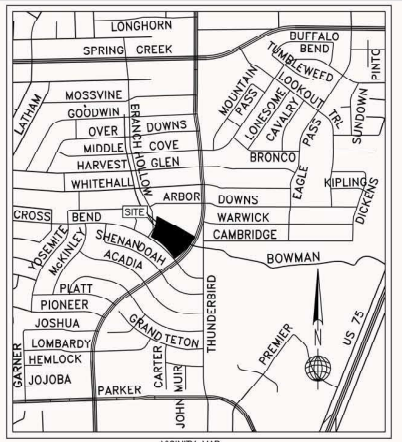 LONGHORN
BUFFALO
BEND
SPRING CREEK
TUMBLEWEED
PINTO
MOUNTAIN
PASS
LOOKOUT
TRL
LATHAM
MOSSVINE
GOODWIN
LONESOME
CAVALRY
SUNDOWN
OVER DOWNS
ERANCH HOLLOW
PASS
MIDDLE COVE
HARVEST GLEN
BRONCO
EAGLE
WHITEHALL
KIPLING
DICKENS
ARBOR DOWNS
CROSS BEND
SITE
WARWICK
YOSEMITE
McKINLEY
SHENANDOAH
CAMBRIDGE
ACADIA
BOWMAN
PLATT
PIONEER
THUNDERBIRD
JOSHUA
GRAND TETON
N
US 75
LOMBARDY
PREMIER
GARNER
HEMLOCK
CARTER
JOJOBA
JOHN MUIR
PARKER